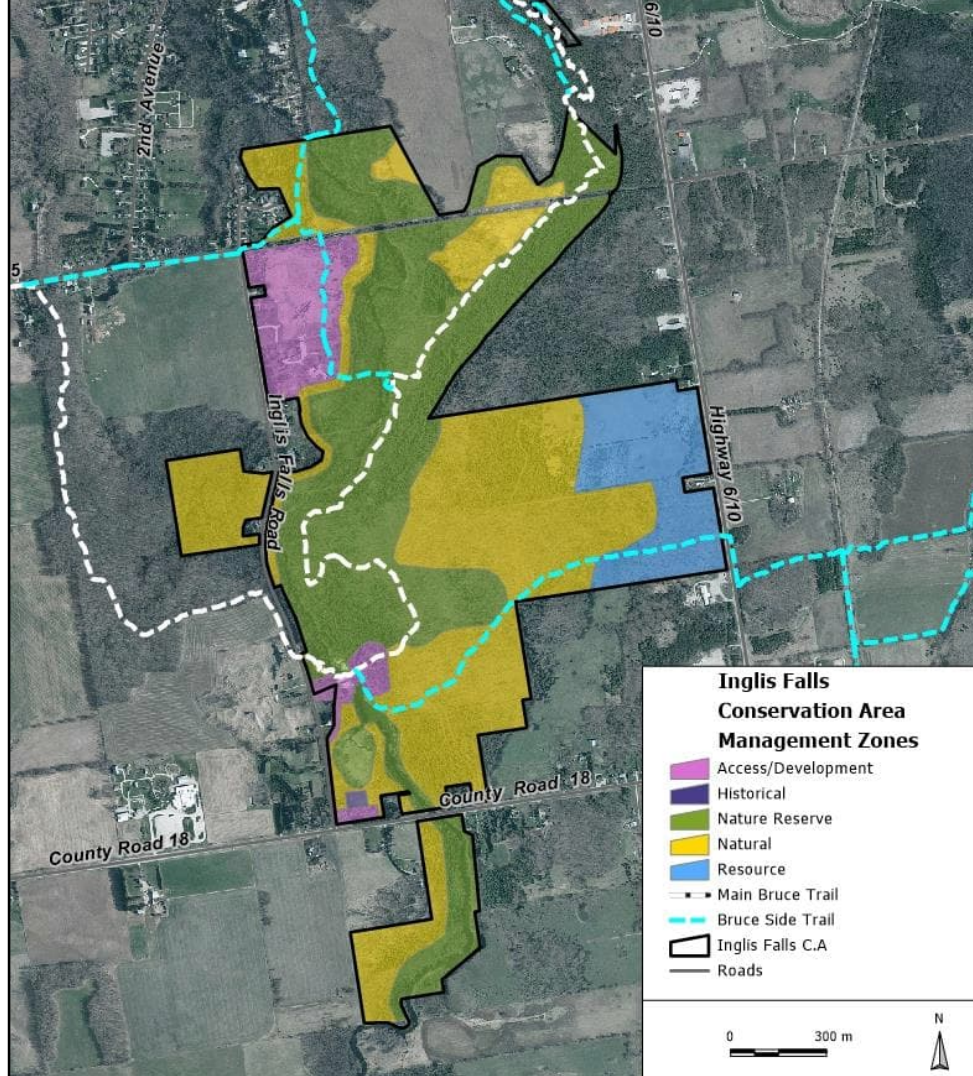 6/10
2nd Avenue
5
Inglis Falls Road
Highway 6/10
County Road 18
County Road 18
Inglis Falls
Conservation Area
Management Zones
Access/Development
Historical
Nature Reserve
Natural
Resource
Main Bruce Trail
Bruce Side Trail
Inglis Falls C.A
Roads
0 300 m
N